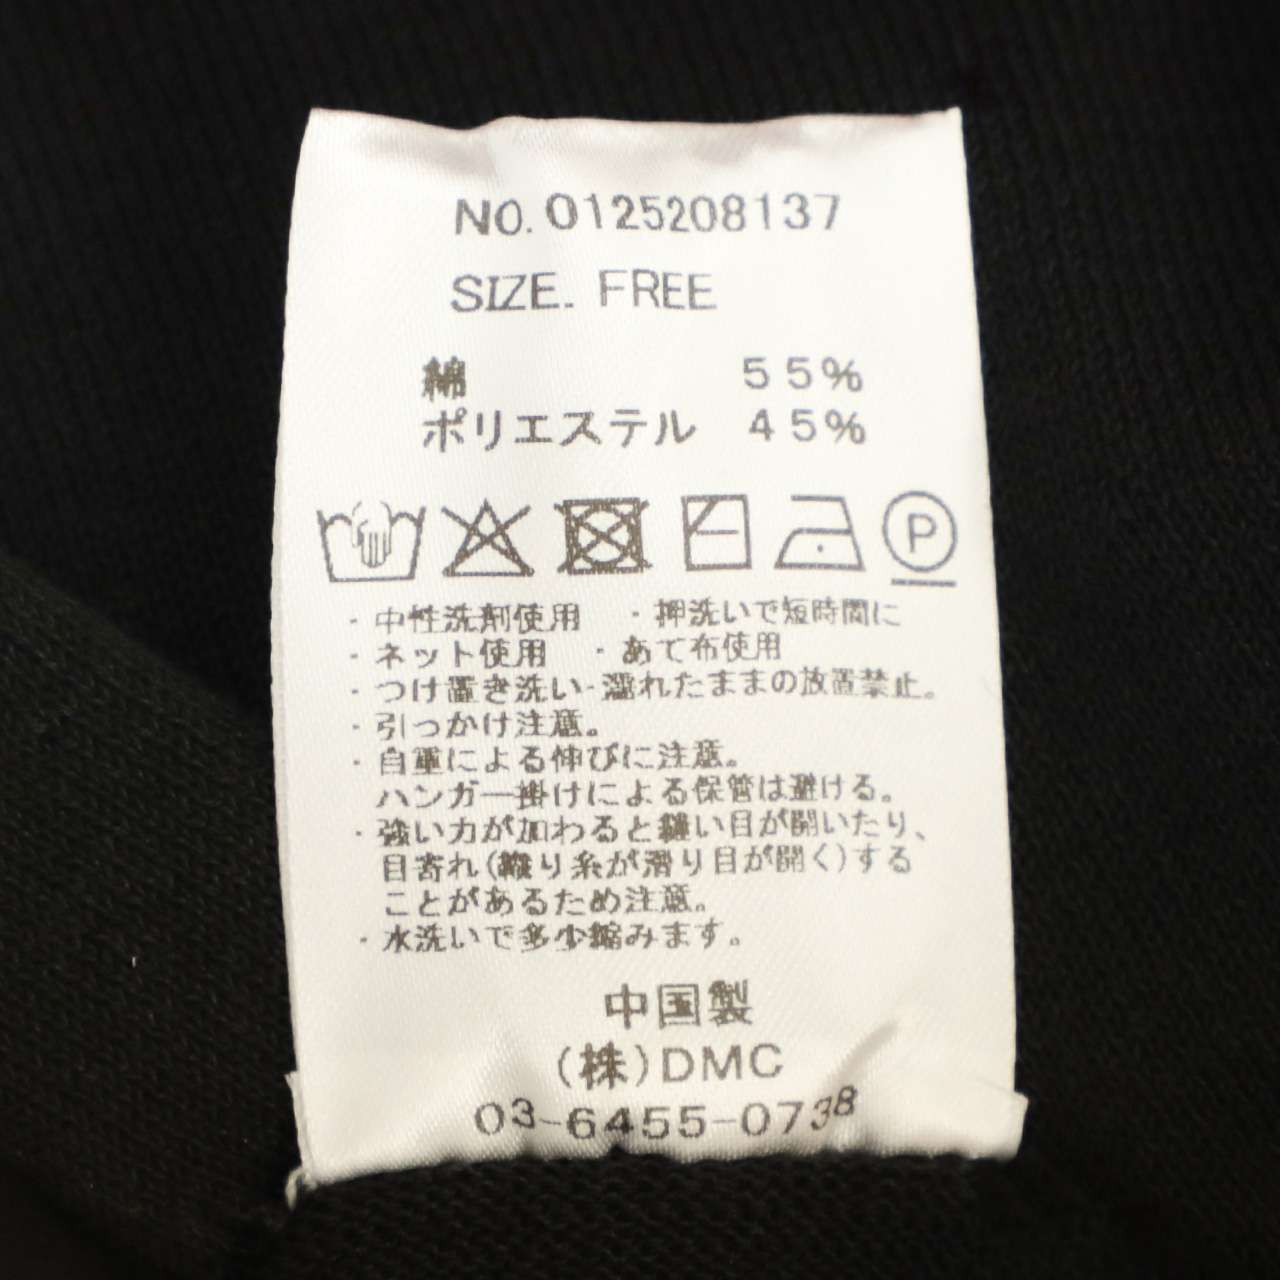 NO. 0125208137
SIZE. FREE
綿 55%
ポリエステル 45%
P
・中性洗剤使用 ・押洗いで短時間に
・ネット使用 ・あて布使用
・つけ置き洗い・濡れたままの放置禁止。
・引っかけ注意。
・自重による伸びに注意。
ハンガー掛けによる保管は避ける。
・強い力が加わると縫い目が開いたり、
目寄れ(織り糸が滑り目が開く)する
ことがあるため注意。
・水洗いで多少縮みます。
中国製
(株)DMC
03-6455-0738